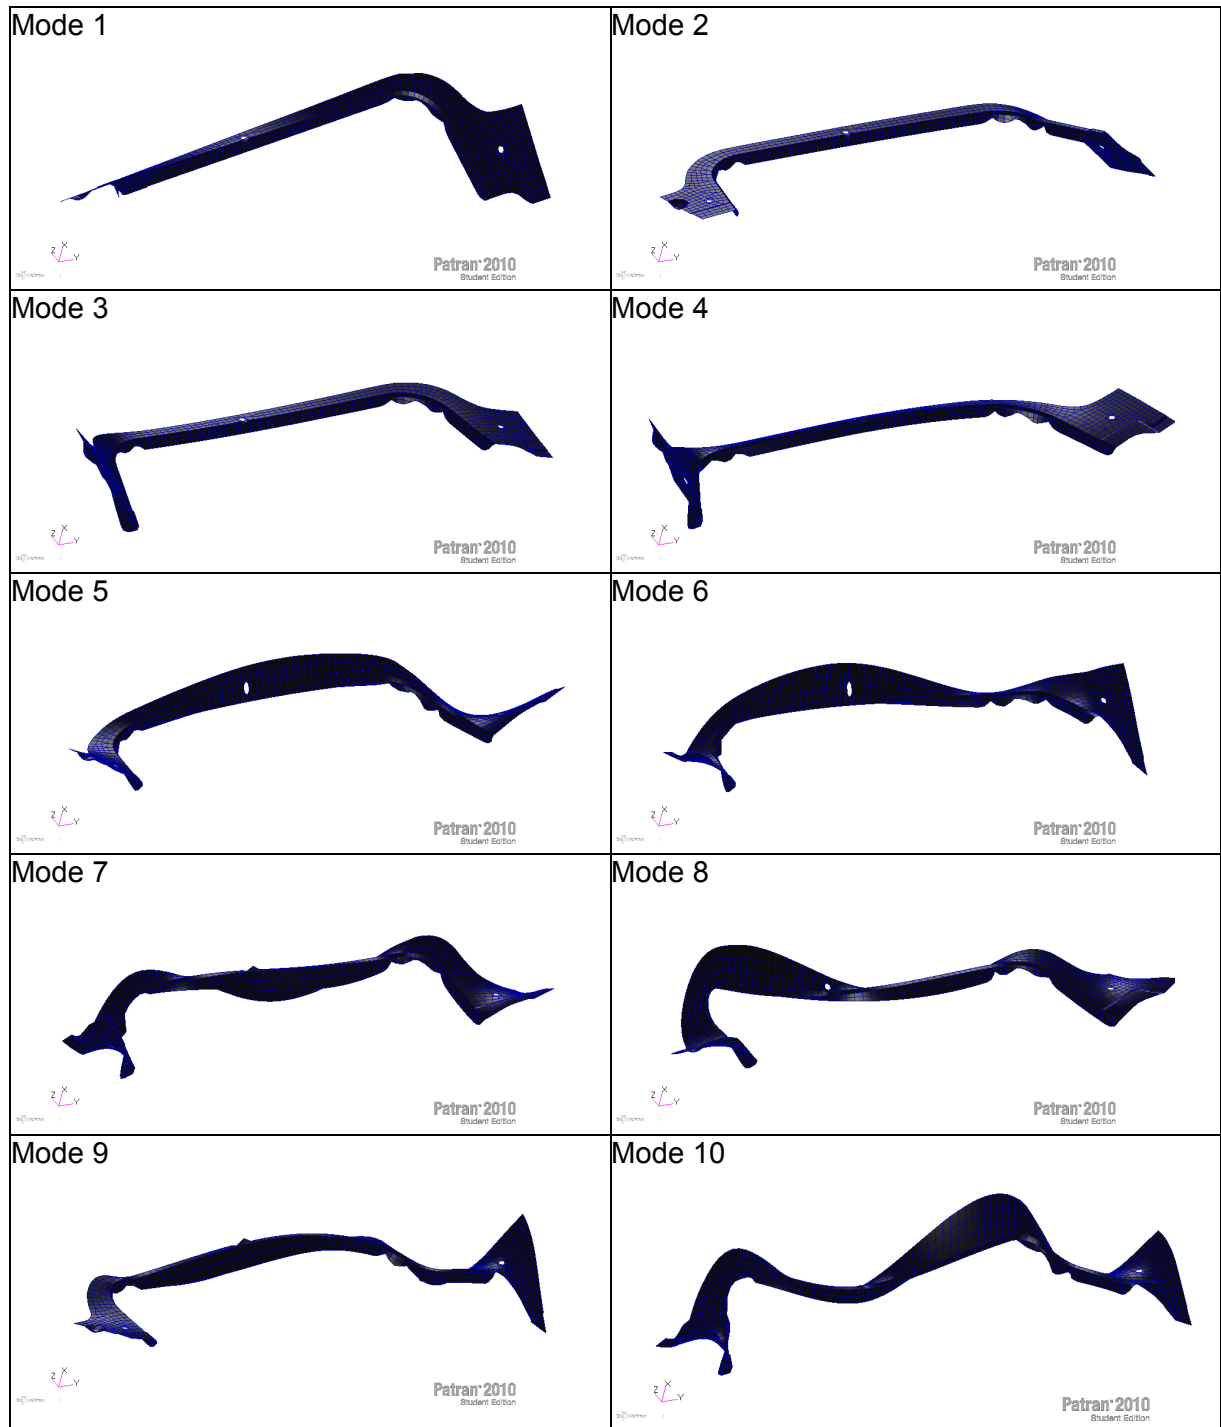 Mode 1
Mode 2
Z X Y
Patran 2010
Student Edition
Z X Y
Patran 2010
Student Edition
Mode 3
Mode 4
Z X Y
Patran 2010
Student Edition
Z X Y
Patran 2010
Student Edition
Mode 5
Mode 6
Z X Y
Patran 2010
Student Edition
Z X Y
Patran 2010
Student Edition
Mode 7
Mode 8
Z X Y
Patran 2010
Student Edition
Z X Y
Patran 2010
Student Edition
Mode 9
Mode 10
Z X Y
Patran 2010
Student Edition
Z X Y
Patran 2010
Student Edition